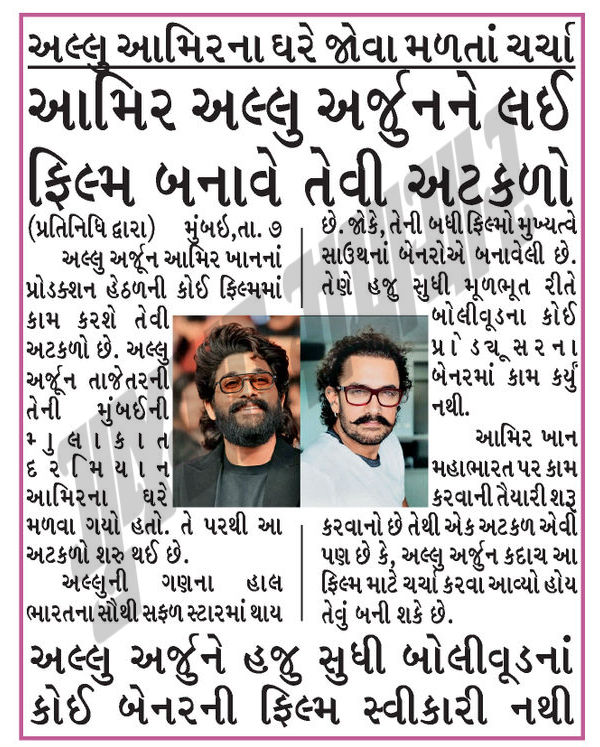 અલ્લુ આમિરના ઘરે જોવા મળતાં ચર્ચા
આમિર અલ્લુ અર્જુનને લઈ
ફિલ્મ બનાવે તેવી અટકળો
(પ્રતિનિધિ દ્વારા) મુંબઇ,તા. ૭
અલ્લુ અર્જૂન આમિર ખાનનાં
પ્રોડક્શન હેઠળની કોઈ ફિલ્મમાં
કામ કરશે તેવી
અટકળો છે. અલ્લુ
અર્જૂન તાજેતરની
તેની મુંબઈની
મુલાકાત
દરમિયાન
આમિરના ઘરે
મળવા ગયો હતો. તે પરથી આ
અટકળો શરુ થઈ છે.
અલ્લુની ગણના હાલ
ભારતના સૌથી સફળ સ્ટારમાં થાય
છે. જોકે, તેની બધી ફિલ્મો મુખ્યત્વે
સાઉથનાં બેનરોએ બનાવેલી છે.
તેણે હજુ સુધી મૂળભૂત રીતે
બોલીવૂડના કોઈ
પ્રોડયૂસરના
બેનરમાં કામ કર્યું
નથી.
આમિર ખાન
મહાભારત પર કામ
કરવાની તૈયારી શરૂ
કરવાનો છે તેથી એક અટકળ એવી
પણ છે કે, અલ્લુ અર્જુન કદાચ આ
ફિલ્મ માટે ચર્ચા કરવા આવ્યો હોય
તેવું બની શકે છે.
અલ્લુ અર્જુને હજુ સુધી બોલીવૂડનાં
કોઈ બેનરની ફિલ્મ સ્વીકારી નથી